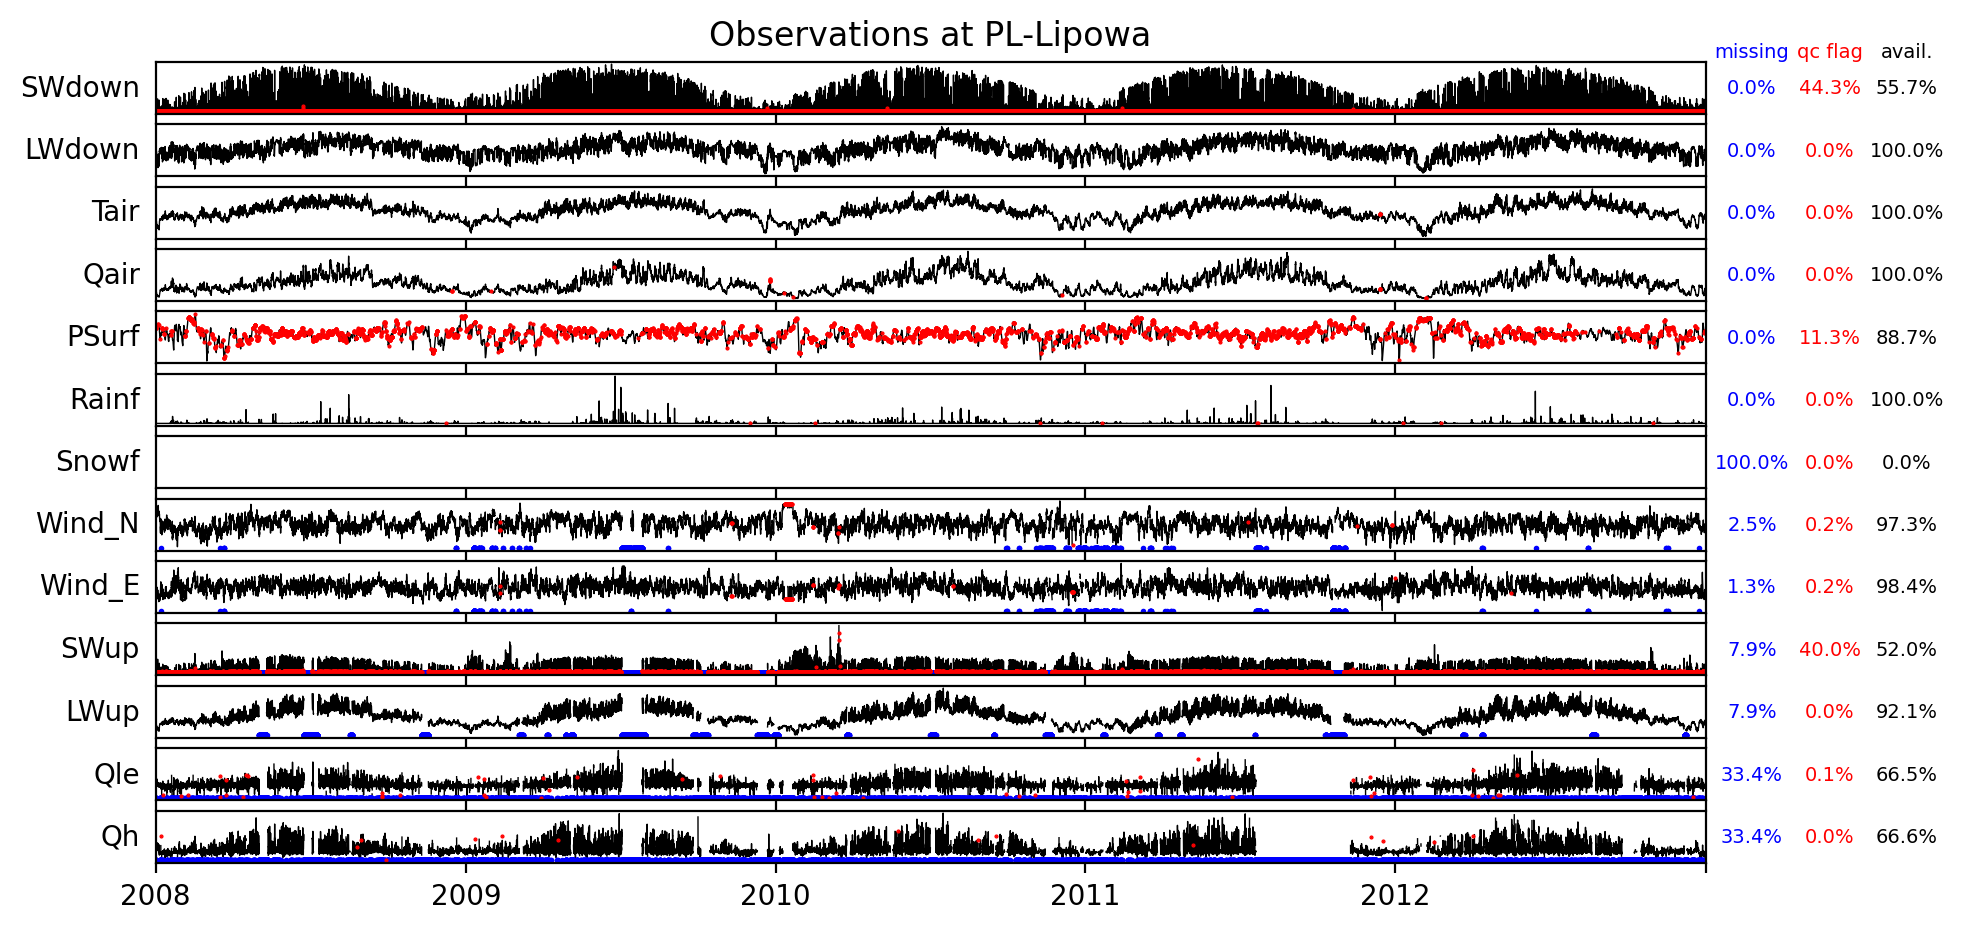 Observations at PL-Lipowa
missing qc flag avail.
SWdown 0.0% 44.3% 55.7%
LWdown 0.0% 0.0% 100.0%
Tair 0.0% 0.0% 100.0%
Qair 0.0% 0.0% 100.0%
PSurf 0.0% 11.3% 88.7%
Rainf 0.0% 0.0% 100.0%
Snowf 100.0% 0.0% 0.0%
Wind_N 2.5% 0.2% 97.3%
Wind_E 1.3% 0.2% 98.4%
SWup 7.9% 40.0% 52.0%
LWup 7.9% 0.0% 92.1%
Qle 33.4% 0.1% 66.5%
Qh 33.4% 0.0% 66.6%
2008 2009 2010 2011 2012